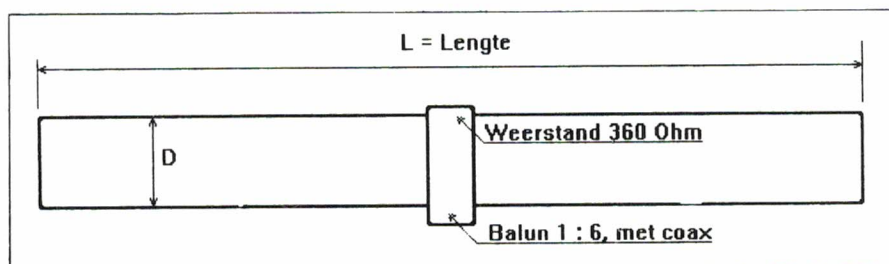 L = Lengte
Weerstand 360 Ohm
D
Balun 1 : 6, met coax